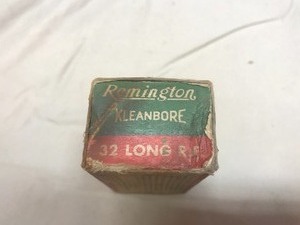 Remington
KLEANBORE
32 LONG R.F.